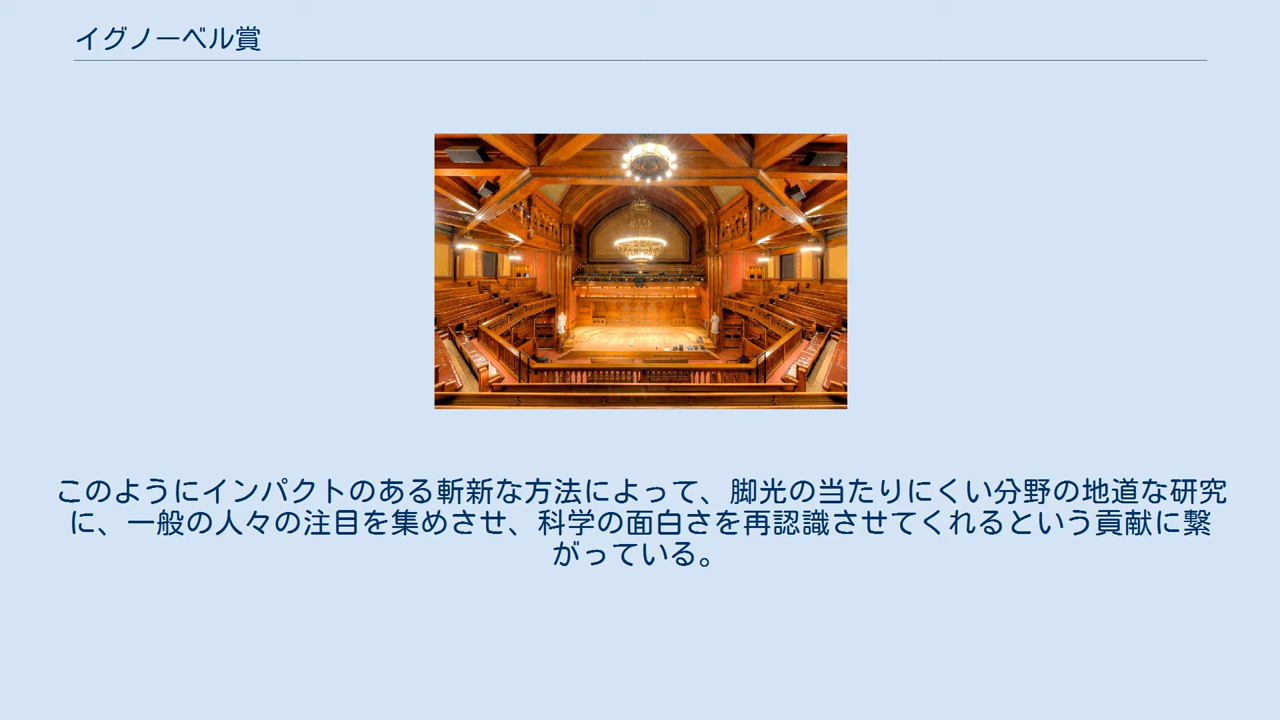 イグノーベル賞
このようにインパクトのある斬新な方法によって、脚光の当たりにくい分野の地道な研究
に、一般の人々の注目を集めさせ、科学の面白さを再認識させてくれるという貢献に繋
がっている。